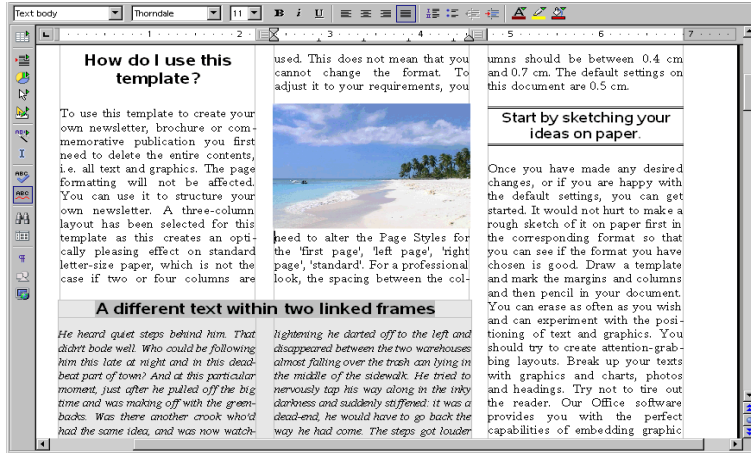 Text body
Thorndale
11
B i U
1 2 3 4 5 6 7
How do I use this
template?
To use this template to create your
own newsletter, brochure or com-
memorative publication you first
need to delete the entire contents,
i.e. all text and graphics. The page
formatting will not be affected.
You can use it to structure your
own newsletter. A three-column
layout has been selected for this
template as this creates an opti-
cally pleasing effect on standard
letter-size paper, which is not the
case if two or four columns are
used. This does not mean that you
cannot change the format. To
adjust it to your requirements, you
need to alter the Page Styles for
the 'first page', 'left page', 'right
page', 'standard'. For a professional
look, the spacing between the col-
umns should be between 0.4 cm
and 0.7 cm. The default settings on
this document are 0.5 cm.
Start by sketching your
ideas on paper.
Once you have made any desired
changes, or if you are happy with
the default settings, you can get
started. It would not hurt to make a
rough sketch of it on paper first in
the corresponding format so that
you can see if the format you have
chosen is good. Draw a template
and mark the margins and columns
and then pencil in your document.
You can erase as often as you wish
and can experiment with the posi-
tioning of text and graphics. You
should try to create attention-grab-
bing layouts. Break up your texts
with graphics and charts, photos
and headings. Try not to tire out
the reader. Our Office software
provides you with the perfect
capabilities of embedding graphic
A different text within two linked frames
He heard quiet steps behind him. That
didn't bode well. Who could be following
him this late at night and in this dead-
beat part of town? And at this particular
moment, just after he pulled off the big
time and was making off with the green-
backs. Was there another crook who'd
had the same idea, and was now watch-
lightening he darted off to the left and
disappeared between the two warehouses
almost falling over the trash can lying in
the middle of the sidewalk. He tried to
nervously tap his way along in the inky
darkness and suddenly stiffened: it was a
dead-end, he would have to go back the
way he had come. The steps got louder